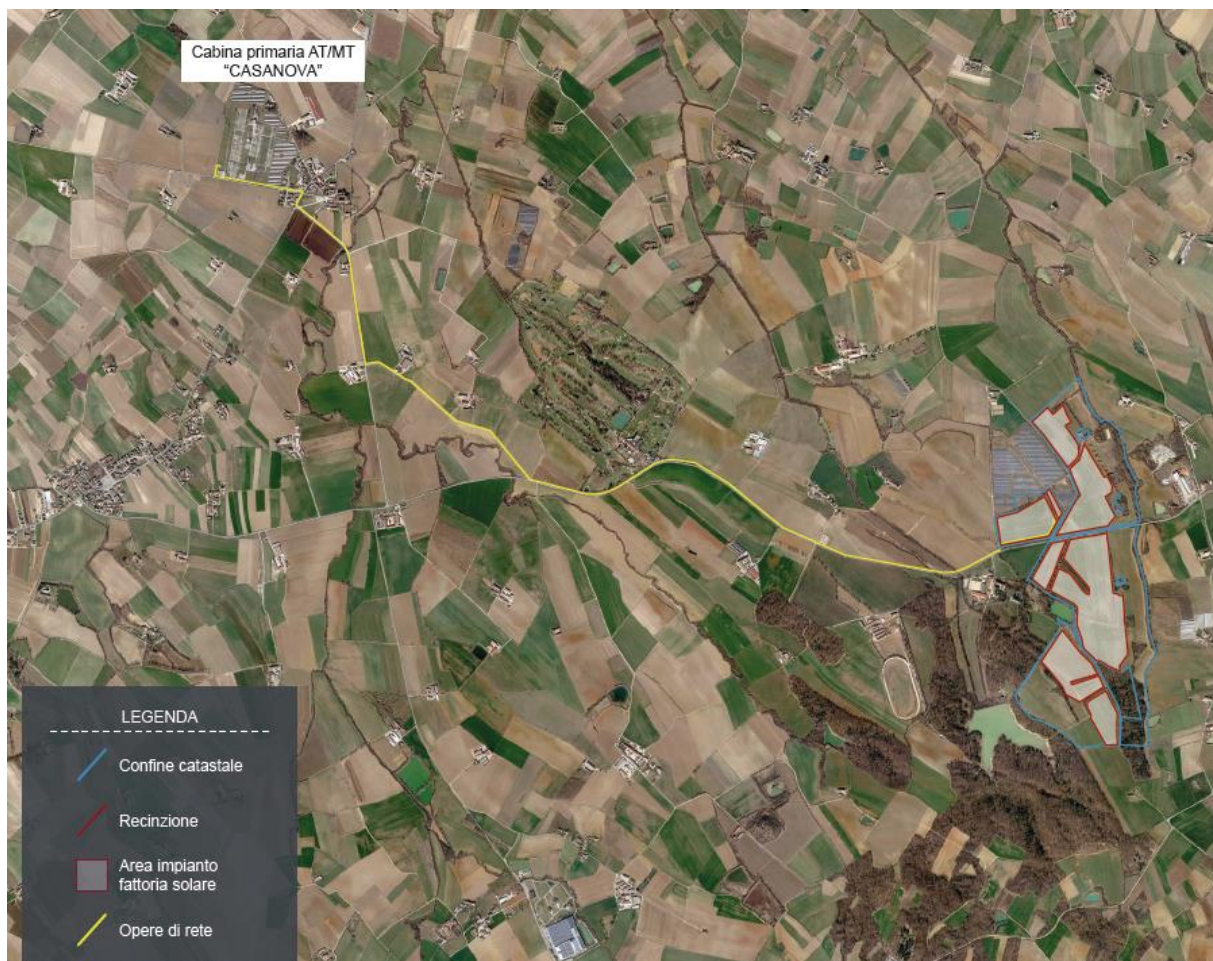 Cabina primaria AT/MT
“CASANOVA”
LEGENDA
Confine catastale
Recinzione
Area impianto
fattoria solare
Opere di rete